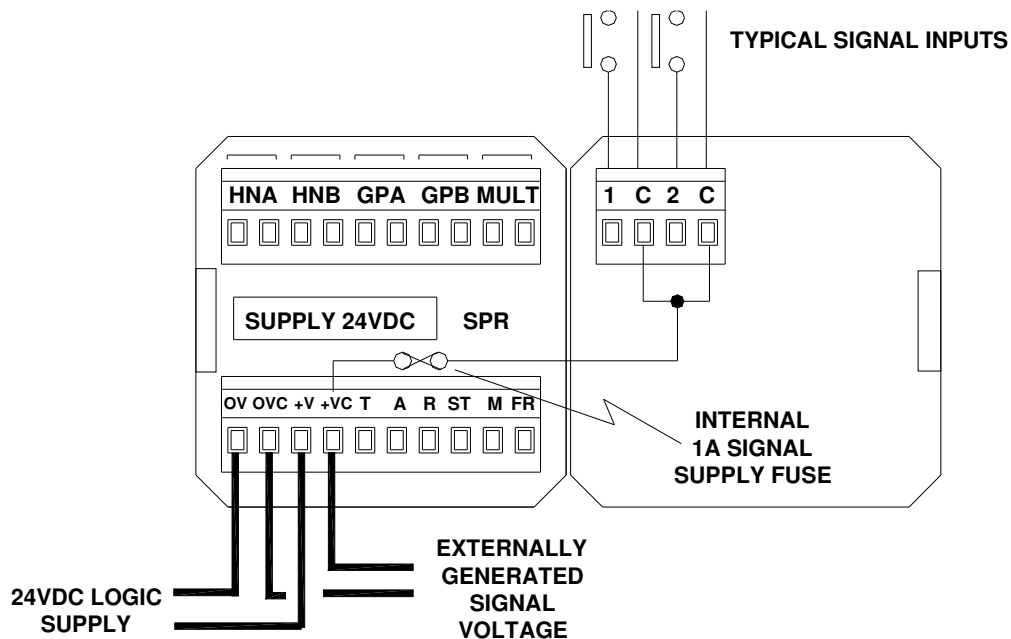 TYPICAL SIGNAL INPUTS
HNA HNB GPA GPB MULT
1 C 2 C
SUPPLY 24VDC SPR
OV OVC +V +VC T A R ST M FR
INTERNAL
1A SIGNAL
SUPPLY FUSE
24VDC LOGIC
SUPPLY
EXTERNALLY
GENERATED
SIGNAL
VOLTAGE